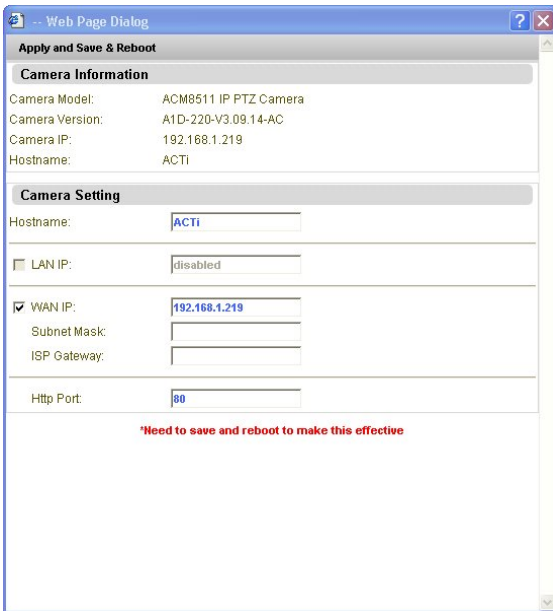 -- Web Page Dialog
Apply and Save & Reboot
Camera Information
Camera Model: ACM8511 IP PTZ Camera
Camera Version: A1D-220-V3.09.14-AC
Camera IP: 192.168.1.219
Hostname: ACTi
Camera Setting
Hostname: ACTi
LAN IP: disabled
WAN IP: 192.168.1.219
Subnet Mask:
ISP Gateway:
Http Port: 80
*Need to save and reboot to make this effective